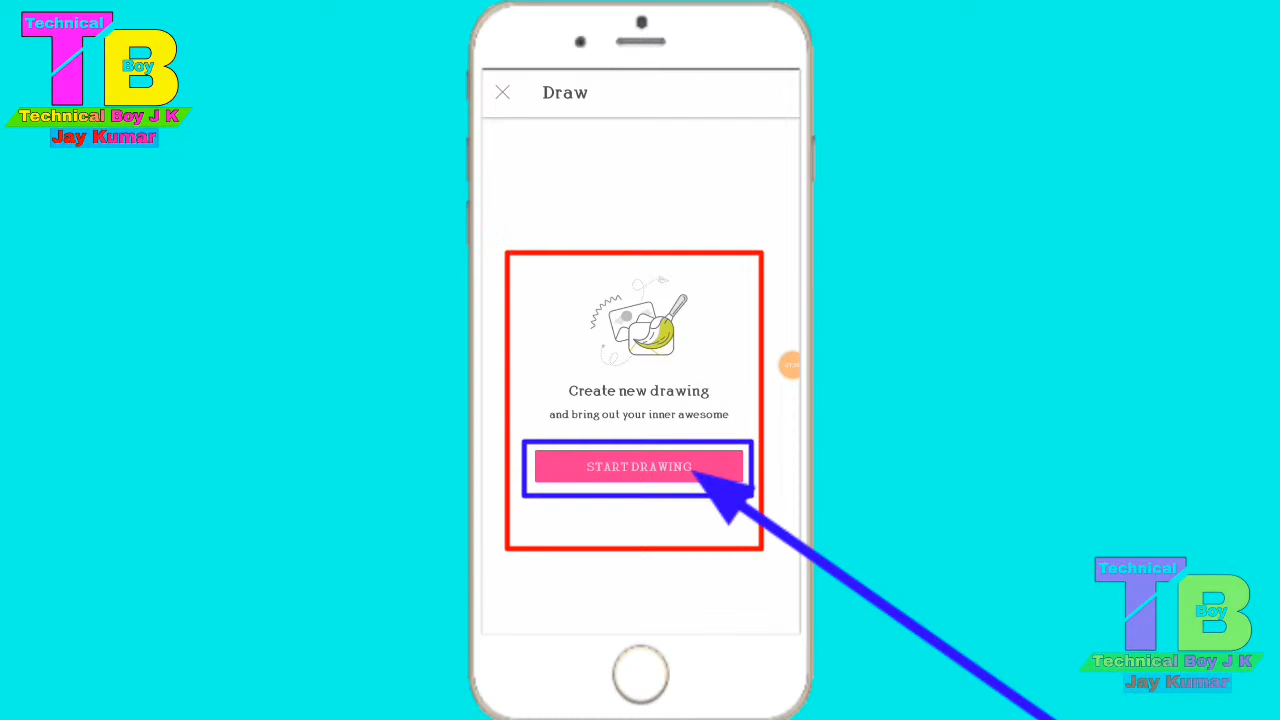 Technical
TB
Boy
Technical Boy J K
Jay Kumar
Draw
Create new drawing
and bring out your inner awesome
START DRAWING
Technical
TB
Boy
Technical Boy J K
Jay Kumar